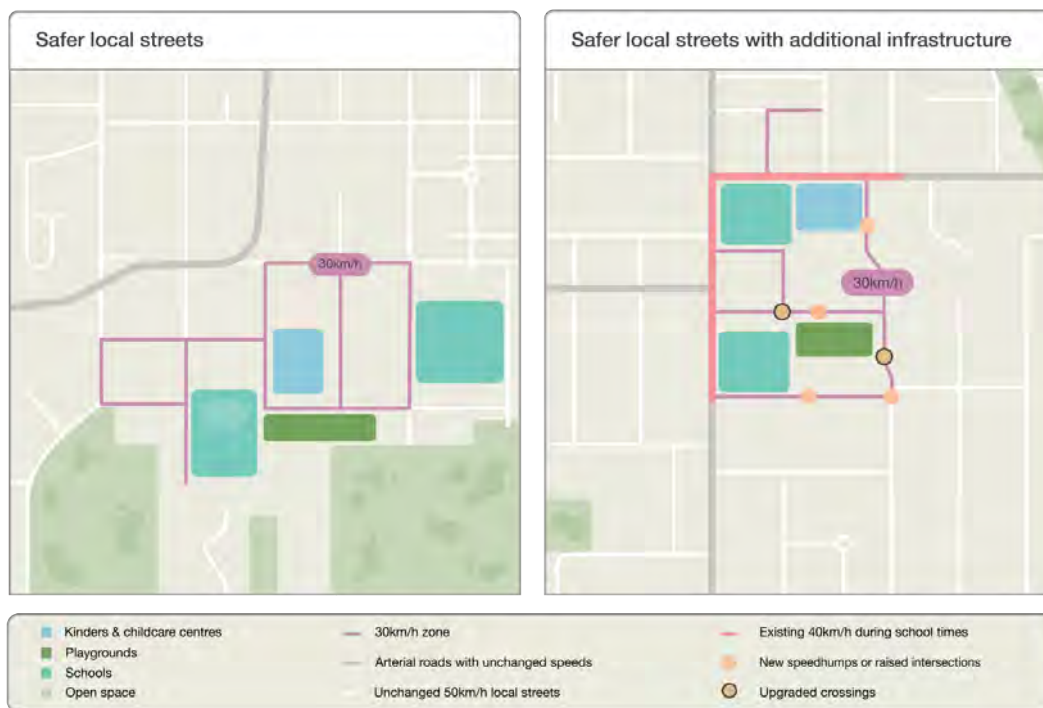 Safer local streets
Safer local streets with additional infrastructure
30km/h
30km/h
Kinders & childcare centres
Playgrounds
Schools
Open space
30km/h zone
Arterial roads with unchanged speeds
Unchanged 50km/h local streets
Existing 40km/h during school times
New speedhumps or raised intersections
Upgraded crossings